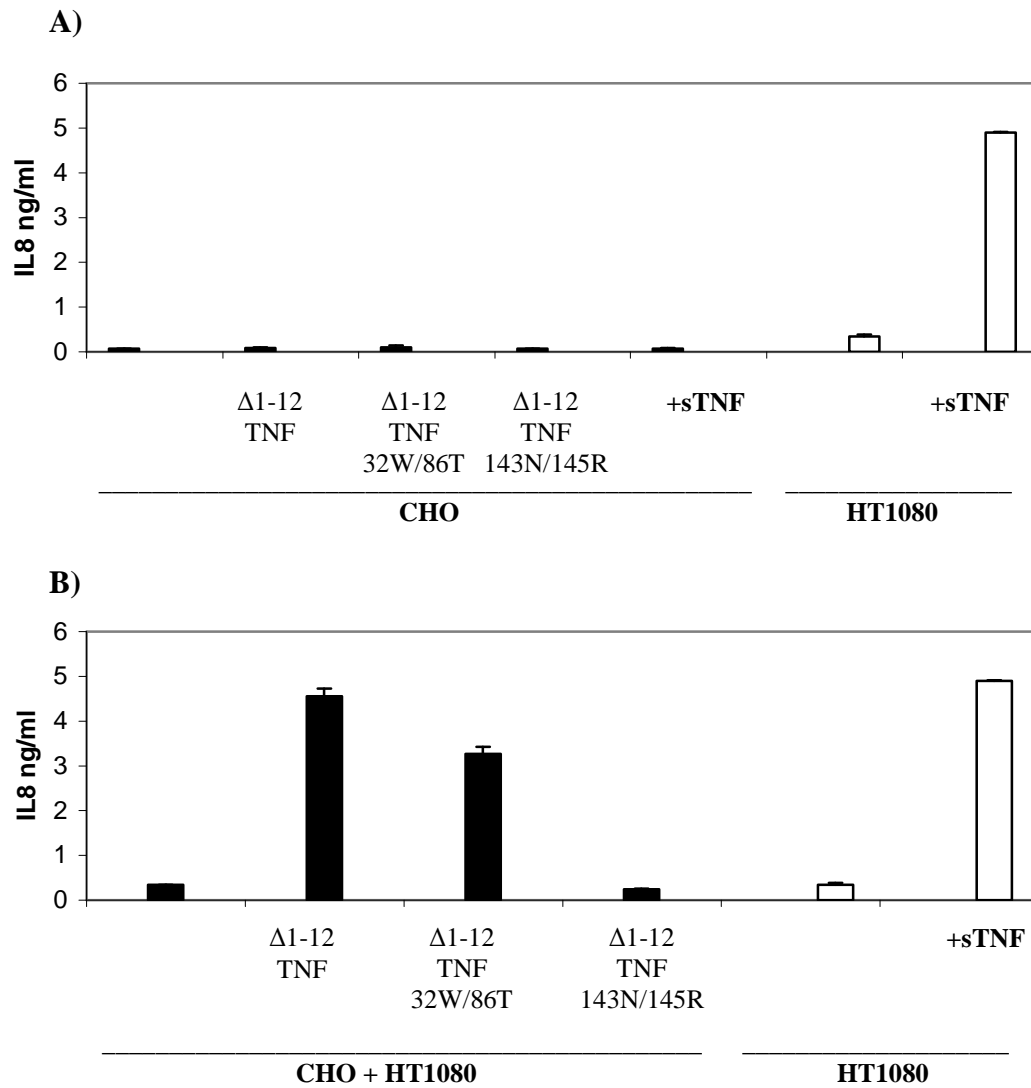 A)
6
5
4
3
2
1
0
IL8 ng/ml
Δ1-12 Δ1-12 Δ1-12 +sTNF +sTNF
TNF TNF TNF
32W/86T 143N/145R
CHO HT1080
B)
6
5
4
3
2
1
0
IL8 ng/ml
Δ1-12 Δ1-12 Δ1-12 +sTNF
TNF TNF TNF
32W/86T 143N/145R
CHO + HT1080 HT1080